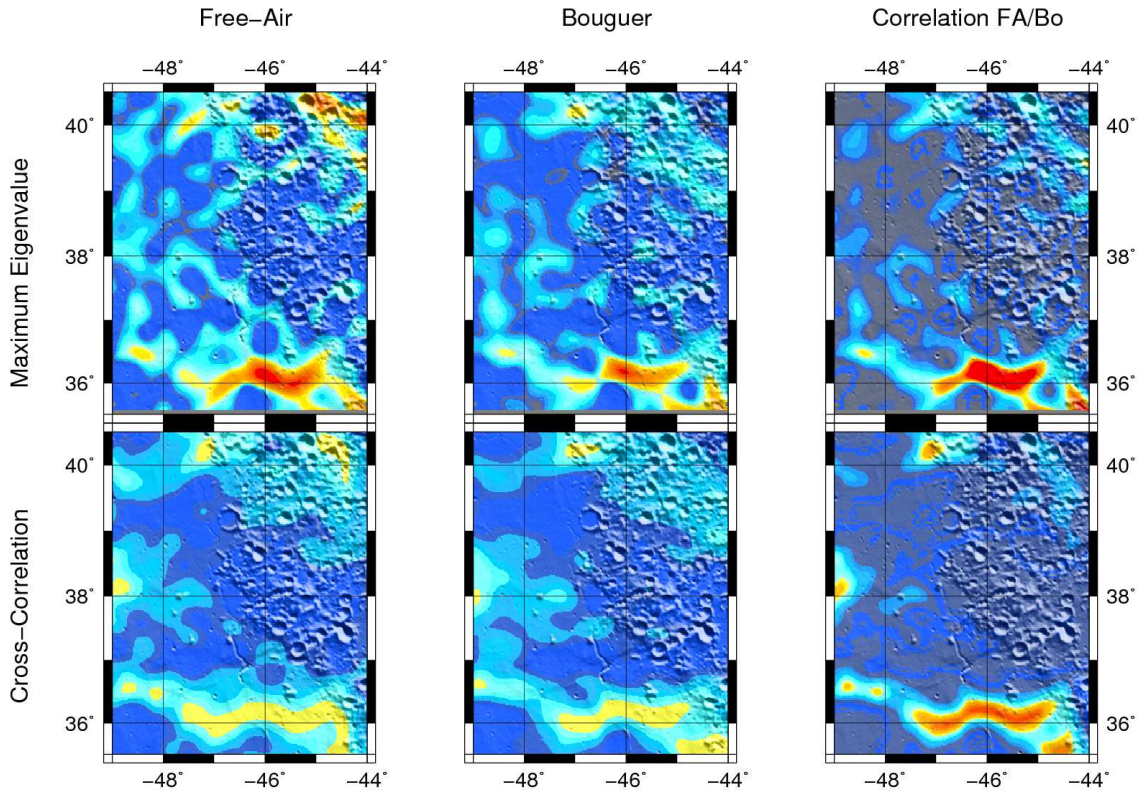 Free−Air Bouguer Correlation FA/Bo
−48˚ −46˚ −44˚ −48˚ −46˚ −44˚ −48˚ −46˚ −44˚
Maximum Eigenvalue
40˚ 40˚
38˚ 38˚
36˚ 36˚
Cross−Correlation
40˚ 40˚
38˚ 38˚
36˚ 36˚
−48˚ −46˚ −44˚ −48˚ −46˚ −44˚ −48˚ −46˚ −44˚